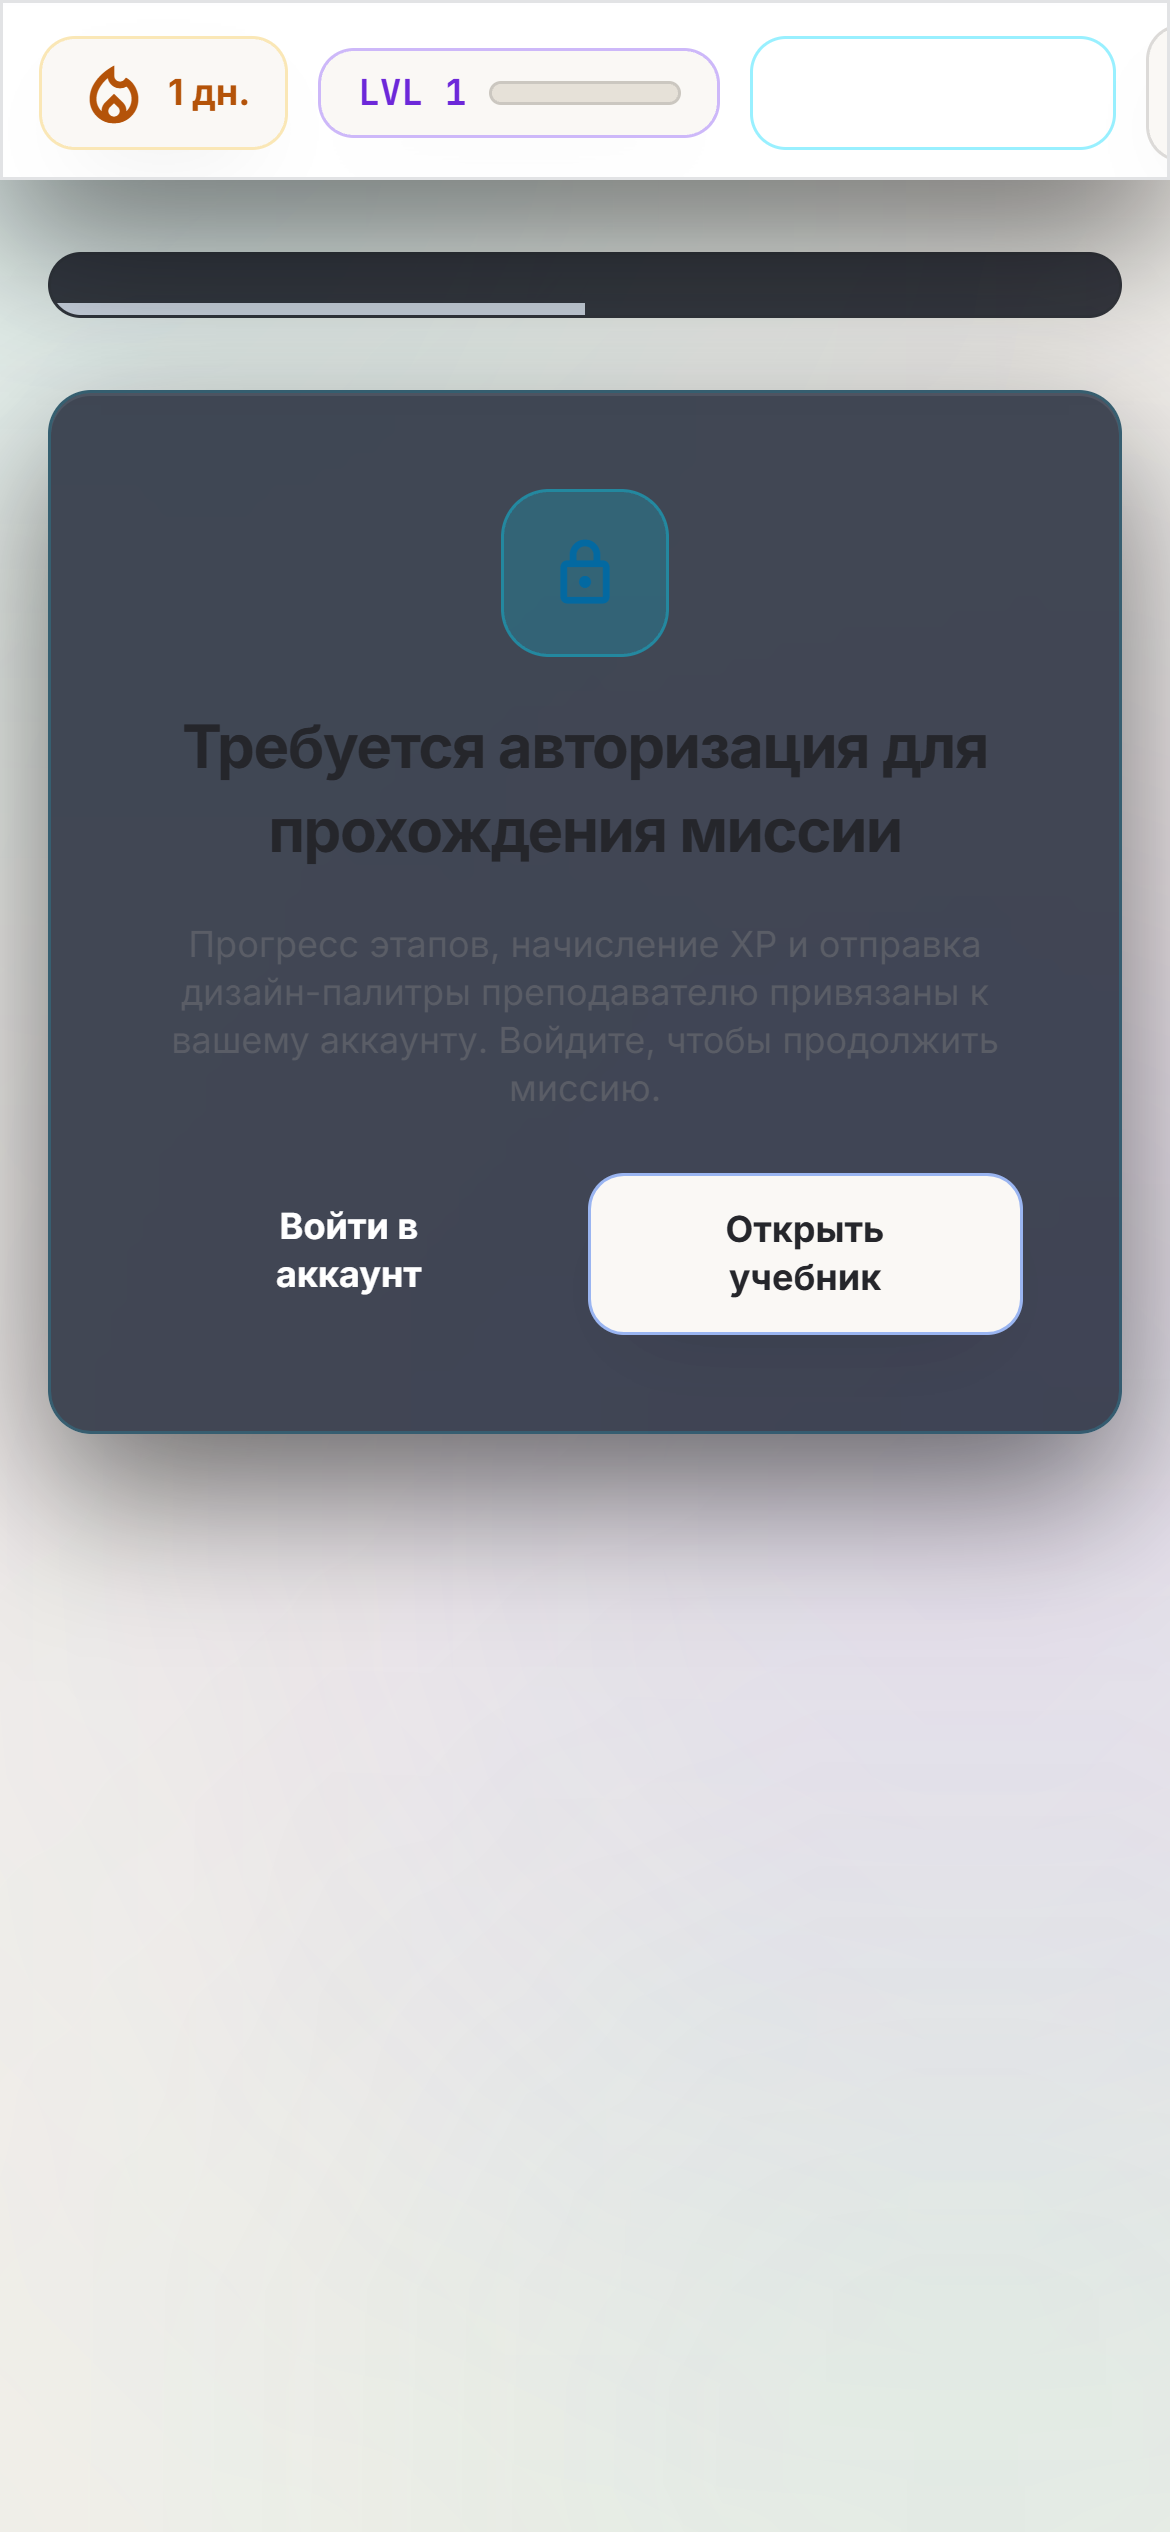 1 дн.
LVL 1
Требуется авторизация для
прохождения миссии
Прогресс этапов, начисление XP и отправка
дизайн-палитры преподавателю привязаны к
вашему аккаунту. Войдите, чтобы продолжить
миссию.
Войти в
аккаунт
Открыть
учебник